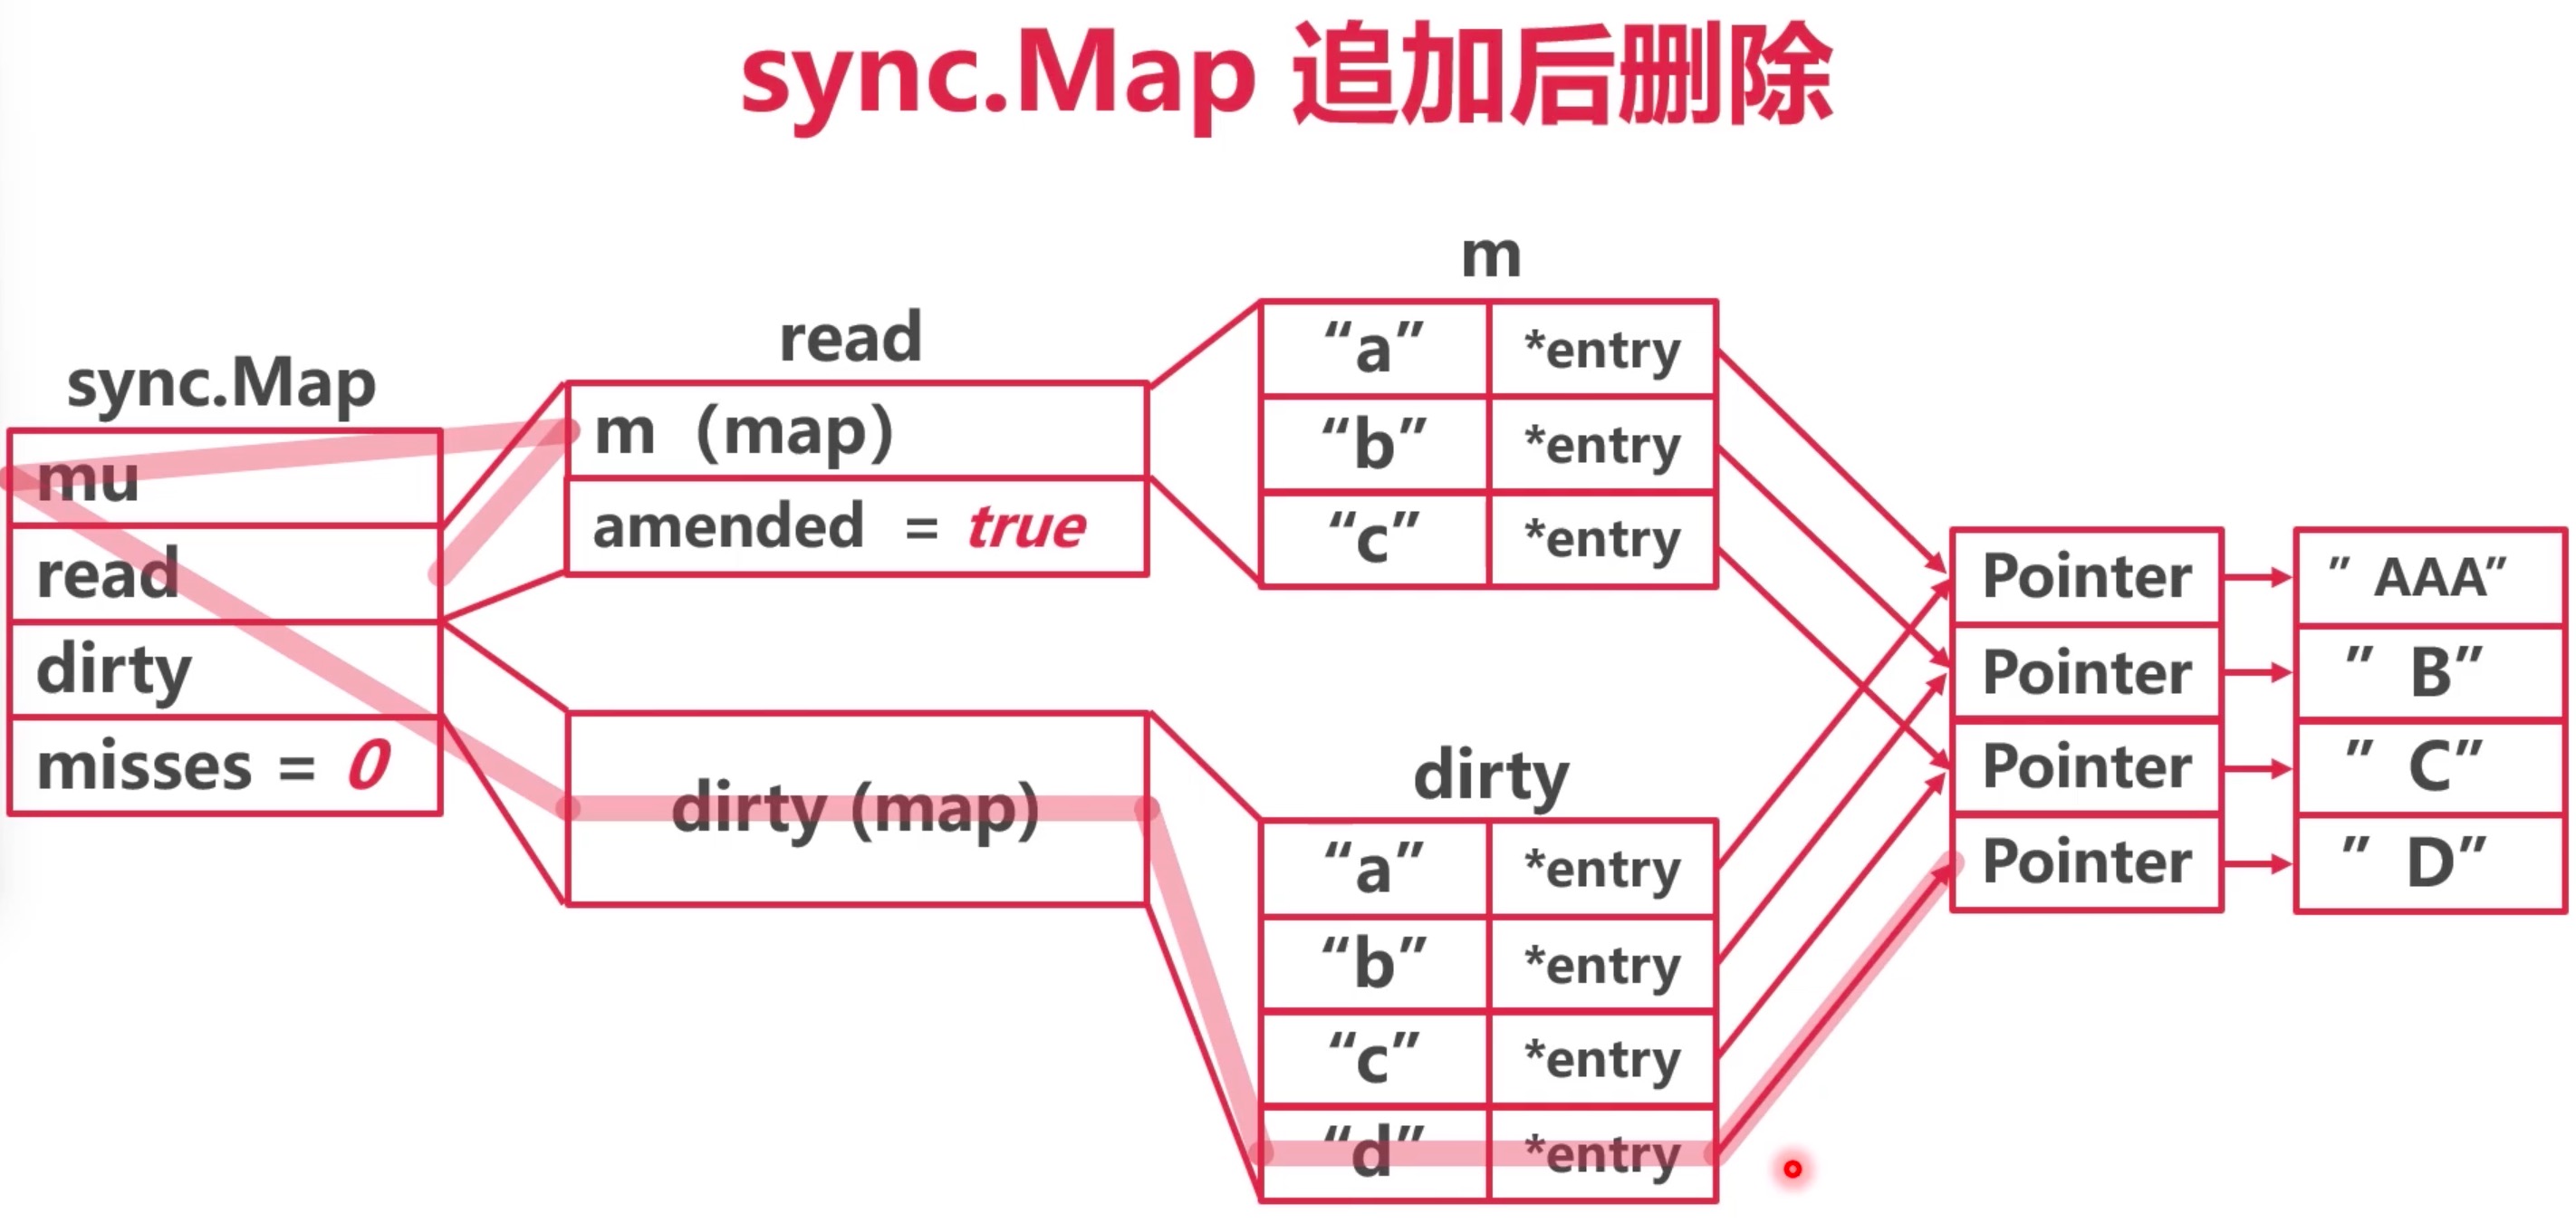 sync.Map 追加后删除
sync.Map
mu
read
dirty
misses = 0
read
m (map)
amended = true
dirty (map)
m
“a” *entry
“b” *entry
“c” *entry
dirty
“a” *entry
“b” *entry
“c” *entry
“d” *entry
Pointer ” AAA”
Pointer ” B”
Pointer ” C”
Pointer ” D”